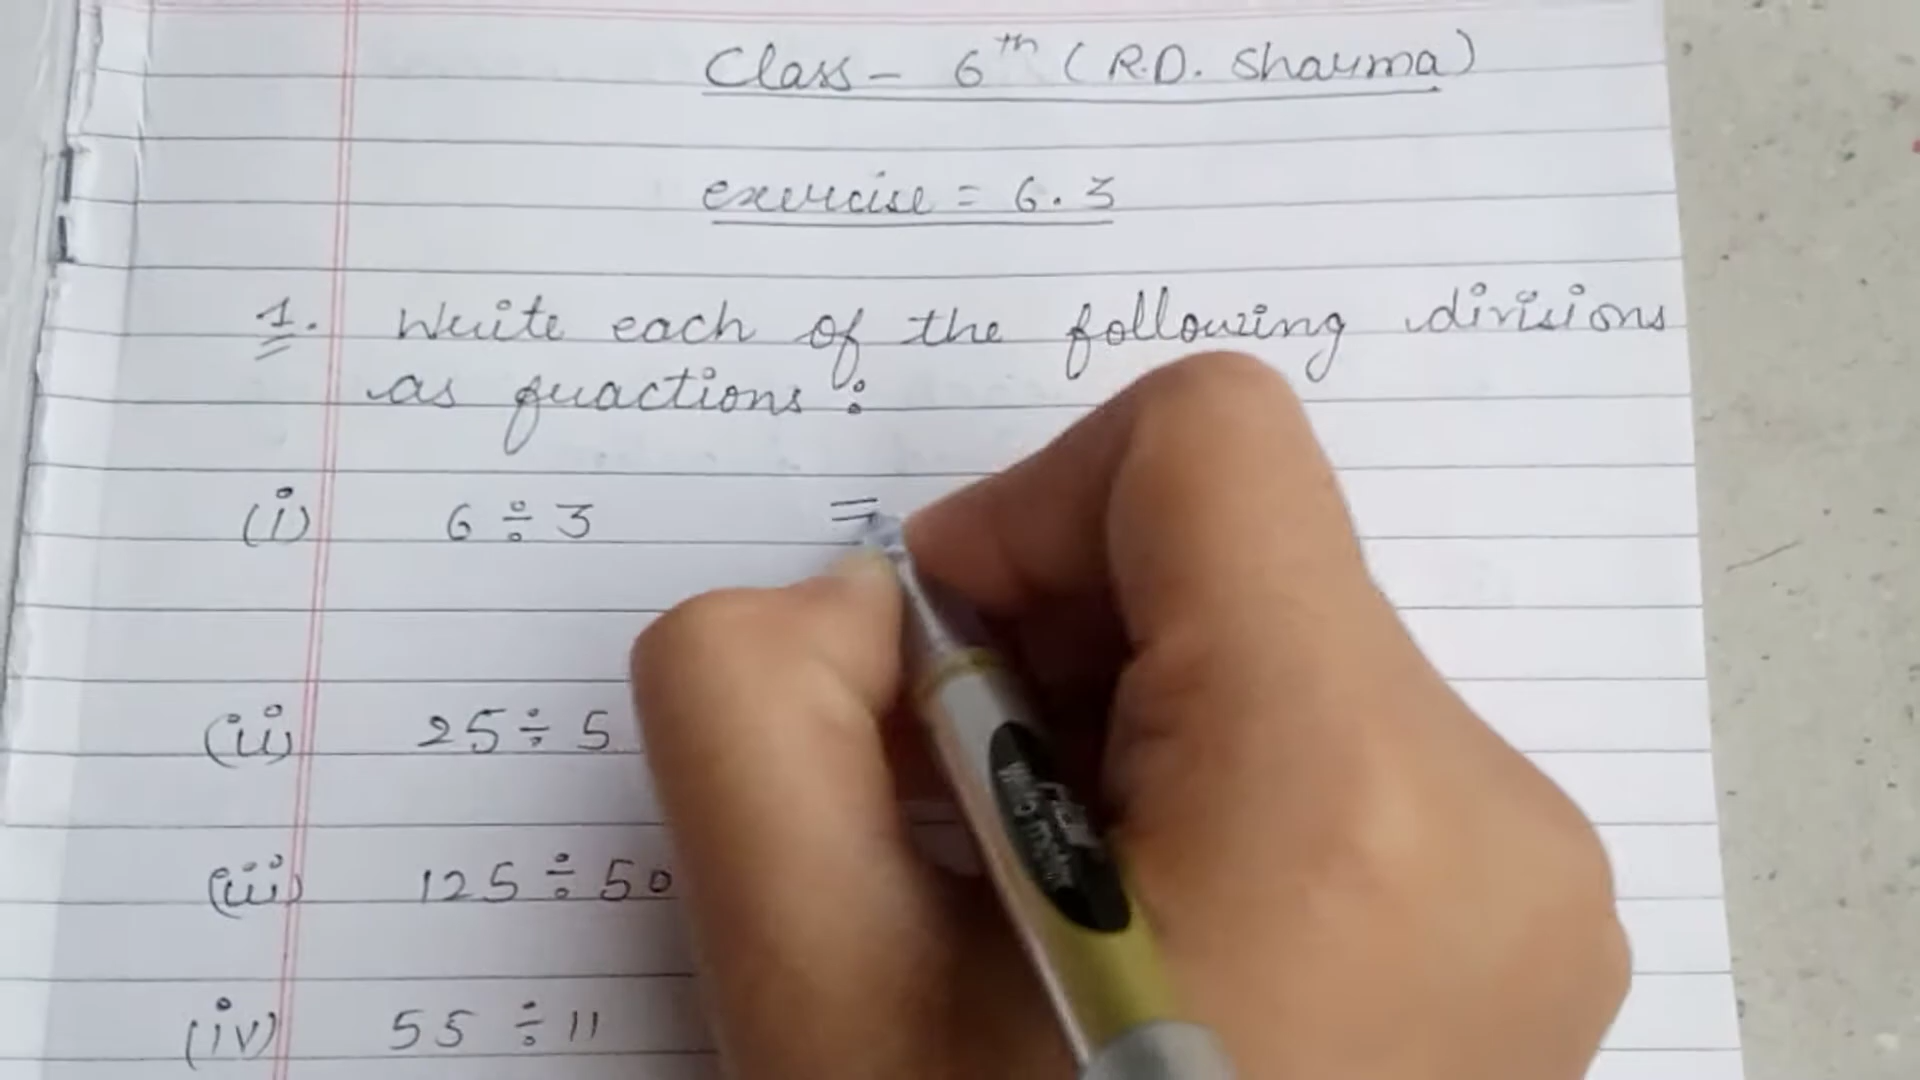 Class - 6th (R.D. Sharma)
exercise = 6.3
1. Write each of the following divisions
as fractions :
(i) 6 ÷ 3 =
(ii) 25 ÷ 5
(iii) 125 ÷ 50
(iv) 55 ÷ 11